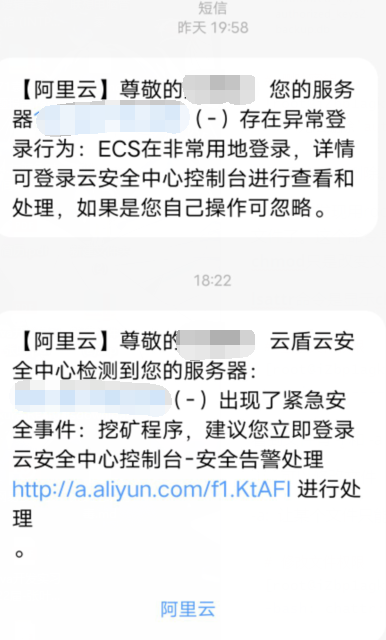 短信
昨天 19:58
【阿里云】尊敬的 您的服务
器 （-）存在异常登
录行为：ECS在非常用地登录，详情
可登录云安全中心控制台进行查看和
处理，如果是您自己操作可忽略。
18:22
【阿里云】尊敬的 云盾云安
全中心检测到您的服务器：
（-）出现了紧急安
全事件：挖矿程序，建议您立即登录
云安全中心控制台-安全告警处理
http://a.aliyun.com/f1.KtAFI 进行处
理
。
阿里云